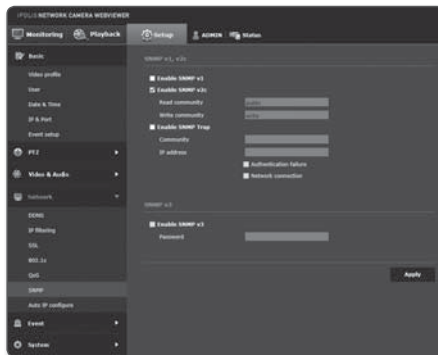 iPOLiS NETWORK CAMERA WEBVIEWER
Monitoring Playback Setup ADMIN Status
Basic
Video profile
User
Date & Time
IP & Port
Event setup
PTZ
Video & Audio
Network
DDNS
IP filtering
SSL
802.1x
QoS
SNMP
Auto IP configure
Event
System
SNMP v1, v2c
Enable SNMP v1
Enable SNMP v2c
Read community public
Write community write
Enable SNMP Trap
Community
IP address
Authentication failure
Network connection
SNMP v3
Enable SNMP v3
Password
Apply